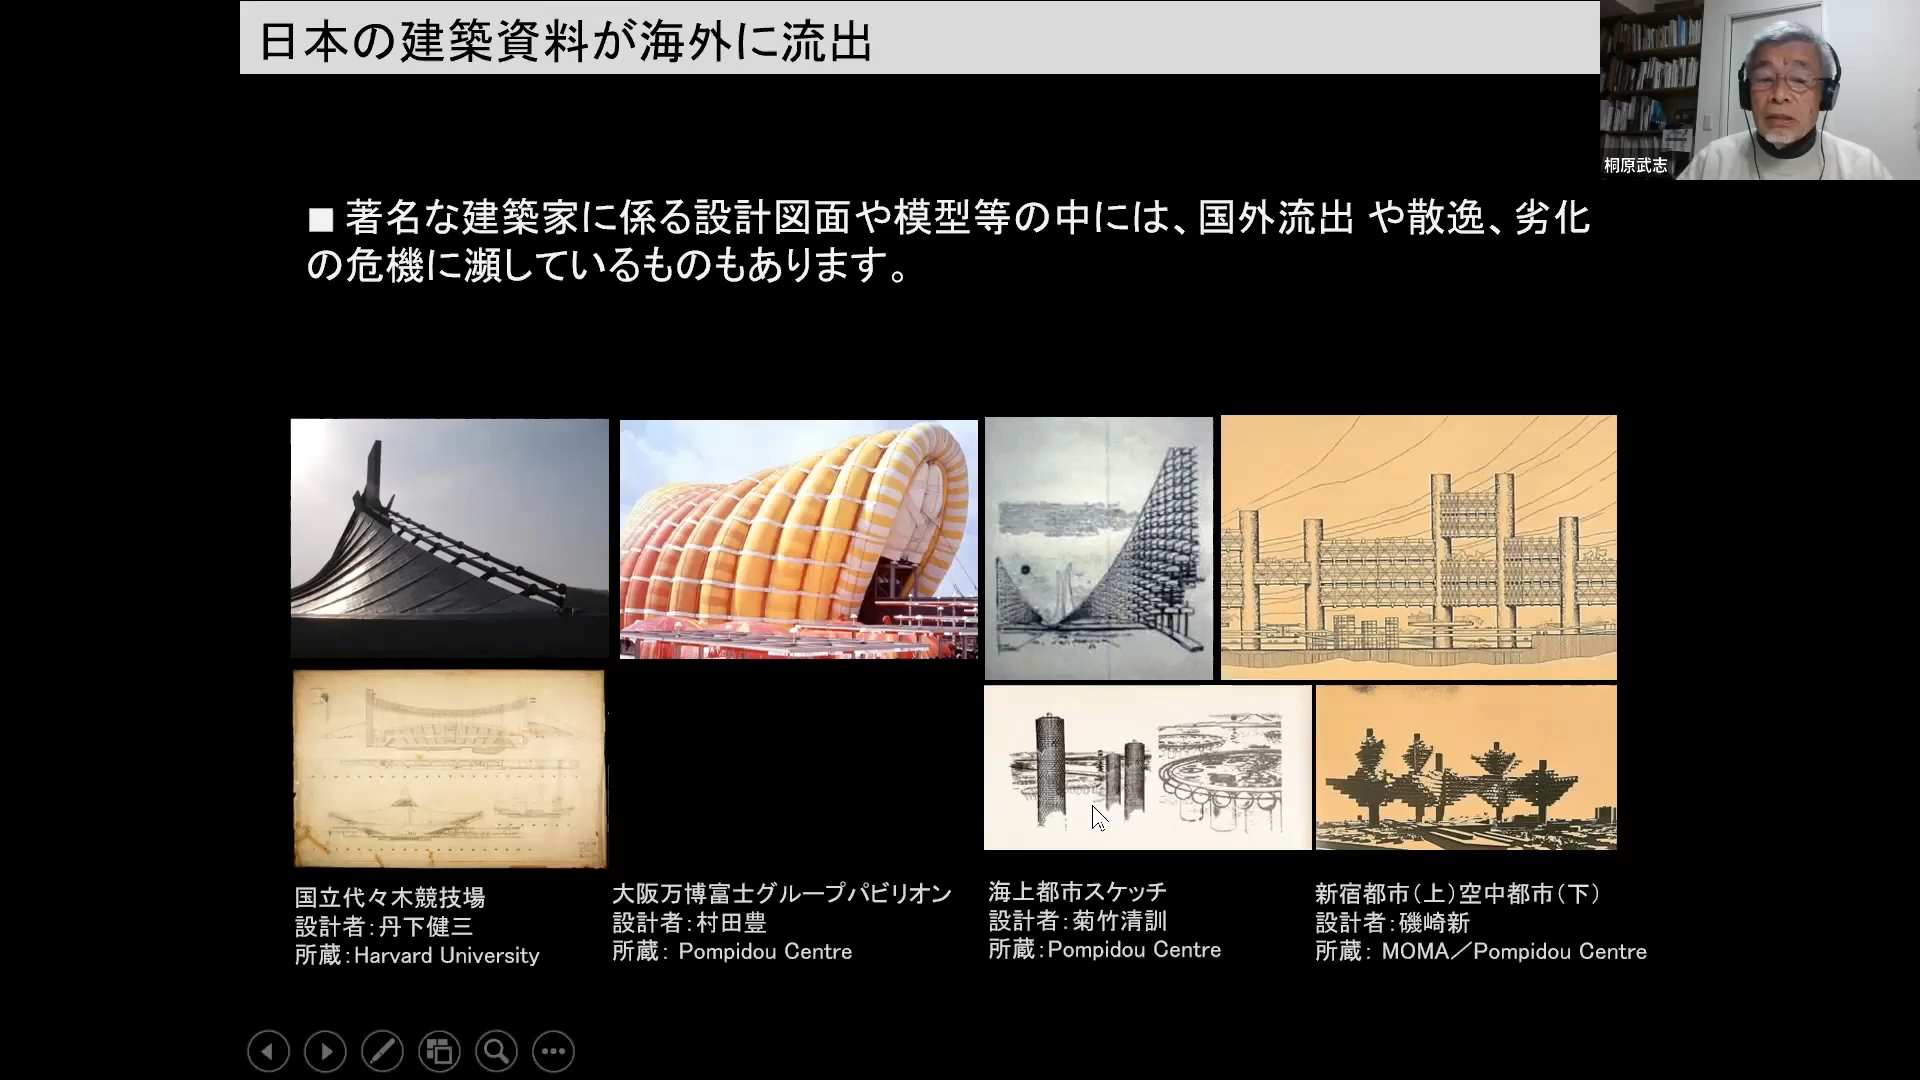 日本の建築資料が海外に流出
桐原武志
■ 著名な建築家に係る設計図面や模型等の中には、国外流出 や散逸、劣化
の危機に瀕しているものもあります。
国立代々木競技場
設計者：丹下健三
所蔵：Harvard University
大阪万博富士グループパビリオン
設計者：村田豊
所蔵： Pompidou Centre
海上都市スケッチ
設計者：菊竹清訓
所蔵：Pompidou Centre
新宿都市（上）空中都市（下）
設計者：磯崎新
所蔵： MOMA／Pompidou Centre